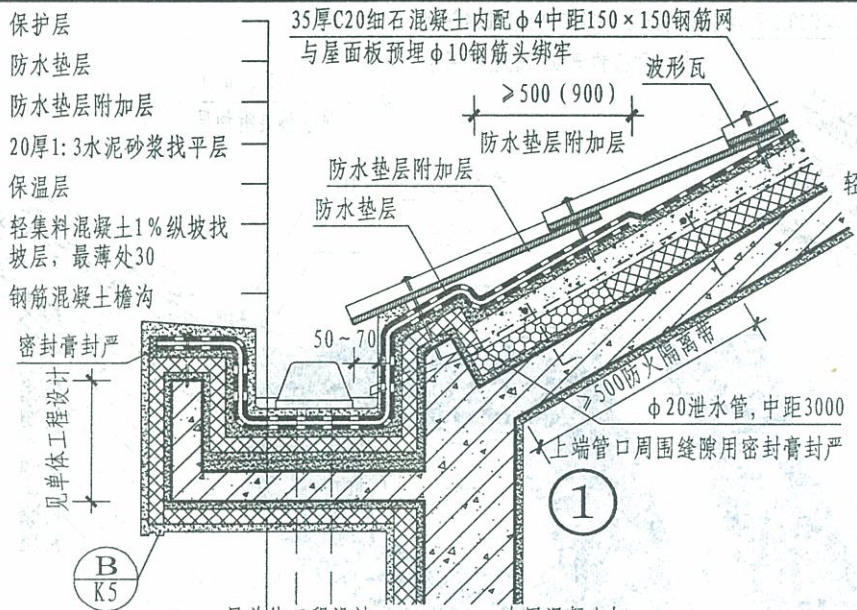 保护层
防水垫层
防水垫层附加层
20厚1:3水泥砂浆找平层
保温层
轻集料混凝土1%纵坡找
坡层，最薄处30
钢筋混凝土檐沟
密封膏封严
见单体工程设计
B
K5
35厚C20细石混凝土内配φ4中距150×150钢筋网
与屋面板预埋φ10钢筋头绑牢
≥500（900）
波形瓦
防水垫层附加层
防水垫层附加层
防水垫层
轻
50~70
≥500防火隔离带
φ20泄水管,中距3000
上端管口周围缝隙用密封膏封严
1